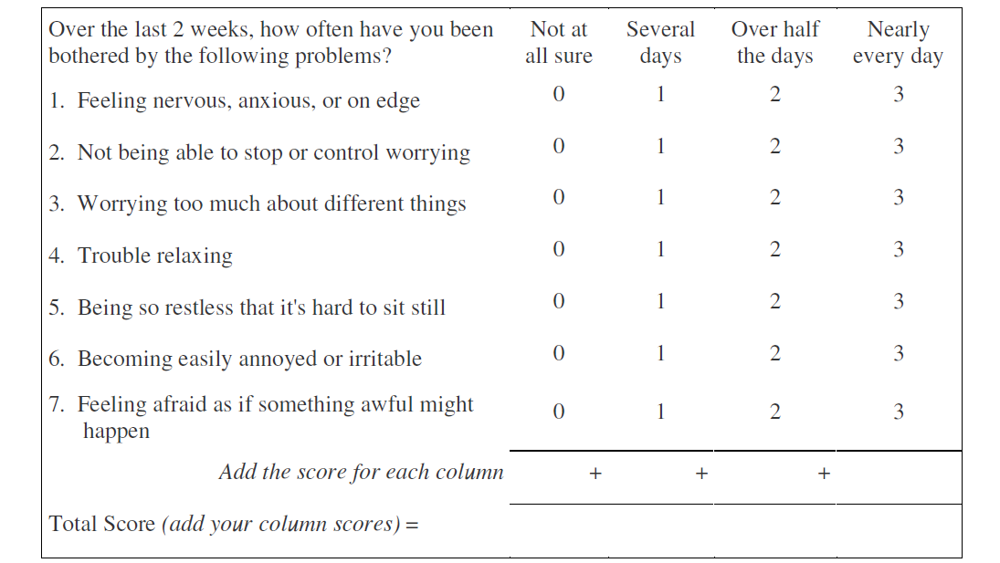 Over the last 2 weeks, how often have you been Not at Several Over half Nearly
bothered by the following problems? all sure days the days every day
1. Feeling nervous, anxious, or on edge 0 1 2 3
2. Not being able to stop or control worrying 0 1 2 3
3. Worrying too much about different things 0 1 2 3
4. Trouble relaxing 0 1 2 3
5. Being so restless that it's hard to sit still 0 1 2 3
6. Becoming easily annoyed or irritable 0 1 2 3
7. Feeling afraid as if something awful might
happen 0 1 2 3
Add the score for each column + + +
Total Score (add your column scores) =